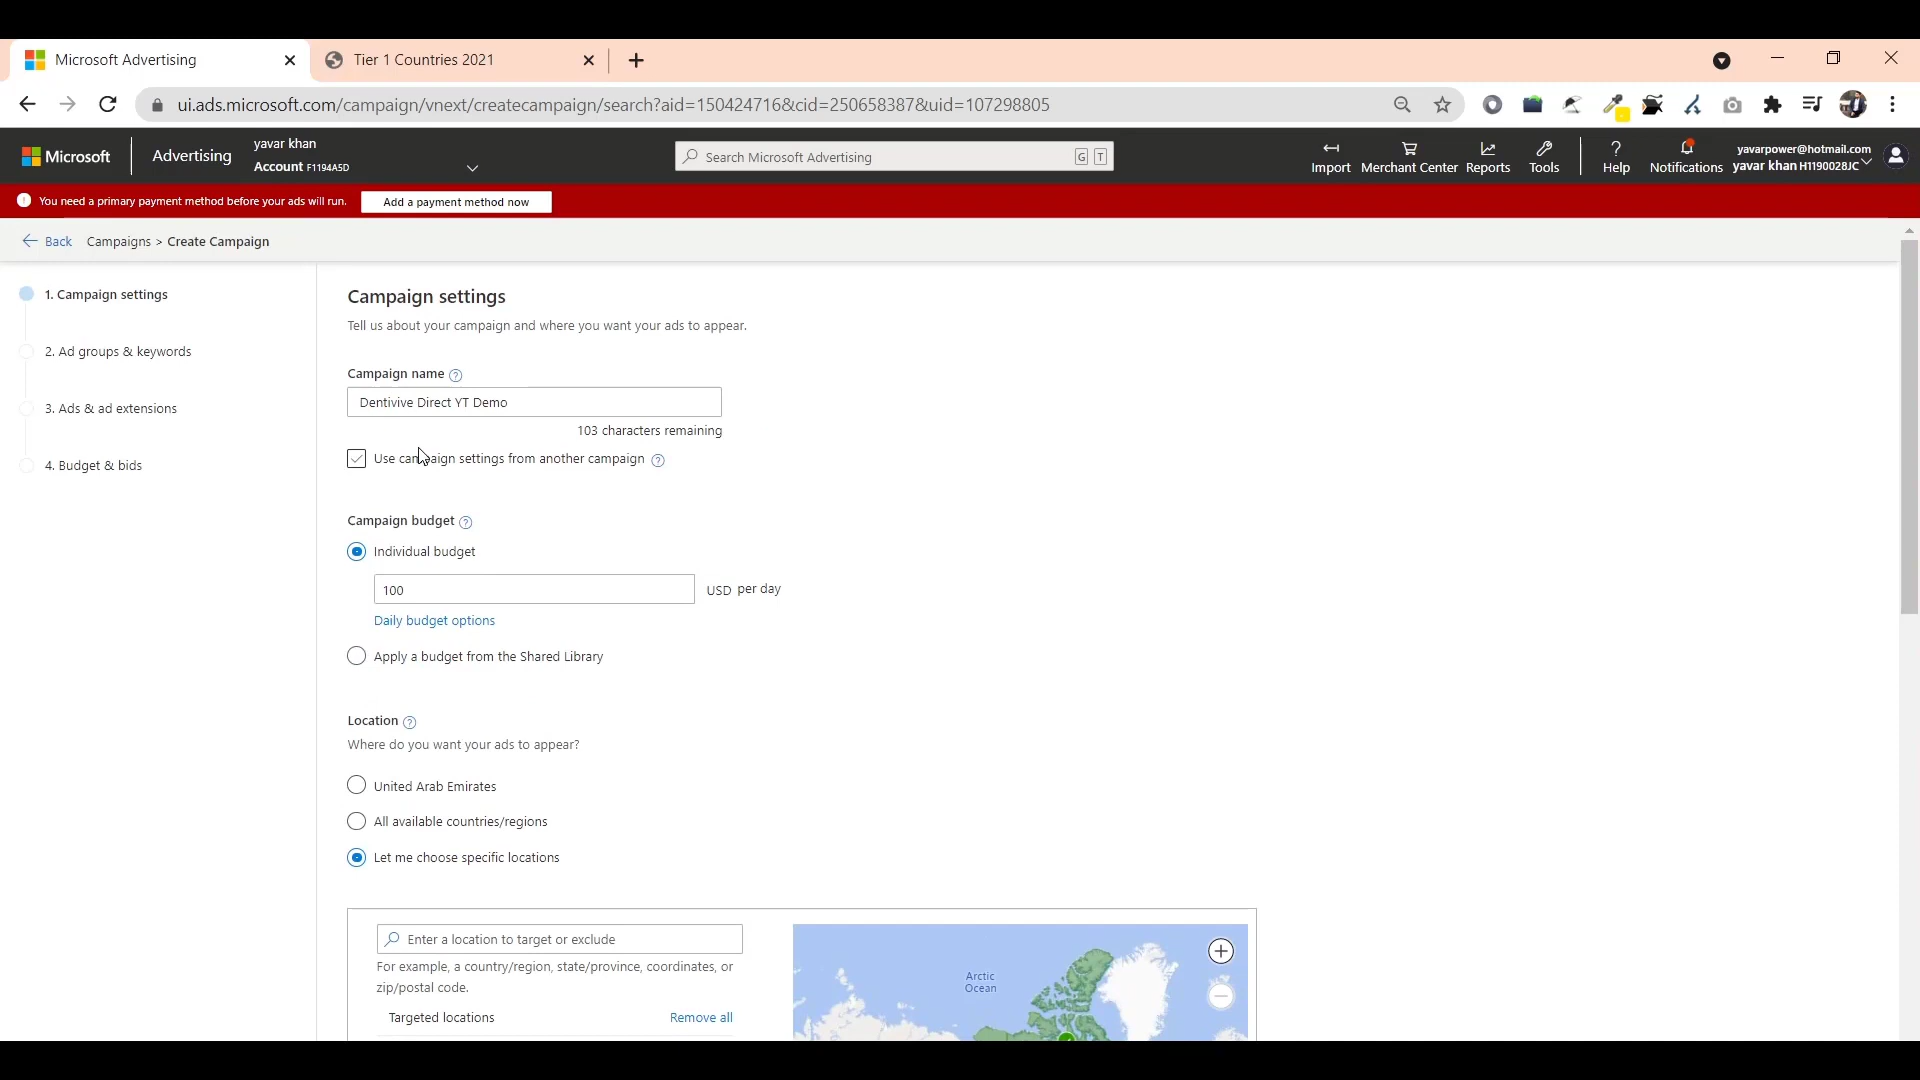 Microsoft Advertising
Tier 1 Countries 2021
ui.ads.microsoft.com/campaign/vnext/createcampaign/search?aid=150424716&cid=250658387&uid=107298805
Microsoft
Advertising
yavar khan
Account F1194A5D
Search Microsoft Advertising
G T
Import
Merchant Center
Reports
Tools
Help
Notifications
yavarpower@hotmail.com
yavar khan H1190028JC
You need a primary payment method before your ads will run.
Add a payment method now
Back
Campaigns > Create Campaign
1. Campaign settings
2. Ad groups & keywords
3. Ads & ad extensions
4. Budget & bids
Campaign settings
Tell us about your campaign and where you want your ads to appear.
Campaign name ?
Dentivive Direct YT Demo
103 characters remaining
Use campaign settings from another campaign ?
Campaign budget ?
Individual budget
100
USD per day
Daily budget options
Apply a budget from the Shared Library
Location ?
Where do you want your ads to appear?
United Arab Emirates
All available countries/regions
Let me choose specific locations
Enter a location to target or exclude
For example, a country/region, state/province, coordinates, or
zip/postal code.
Targeted locations
Remove all
Arctic
Ocean